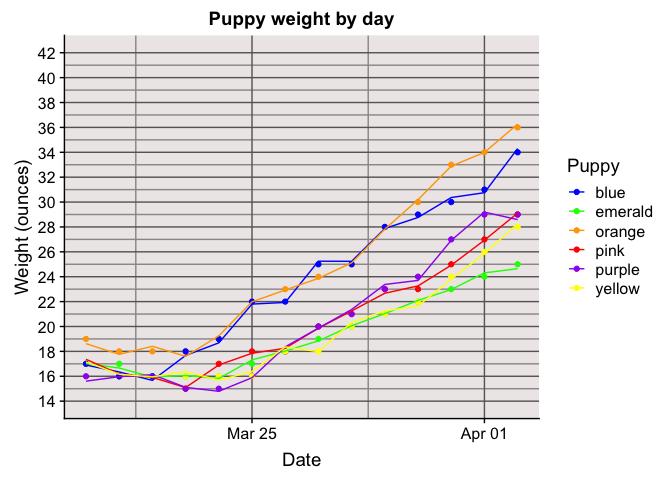 Puppy weight by day
Weight (ounces)
42
40
38
36
34
32
30
28
26
24
22
20
18
16
14
Mar 25
Apr 01
Date
Puppy
blue
emerald
orange
pink
purple
yellow